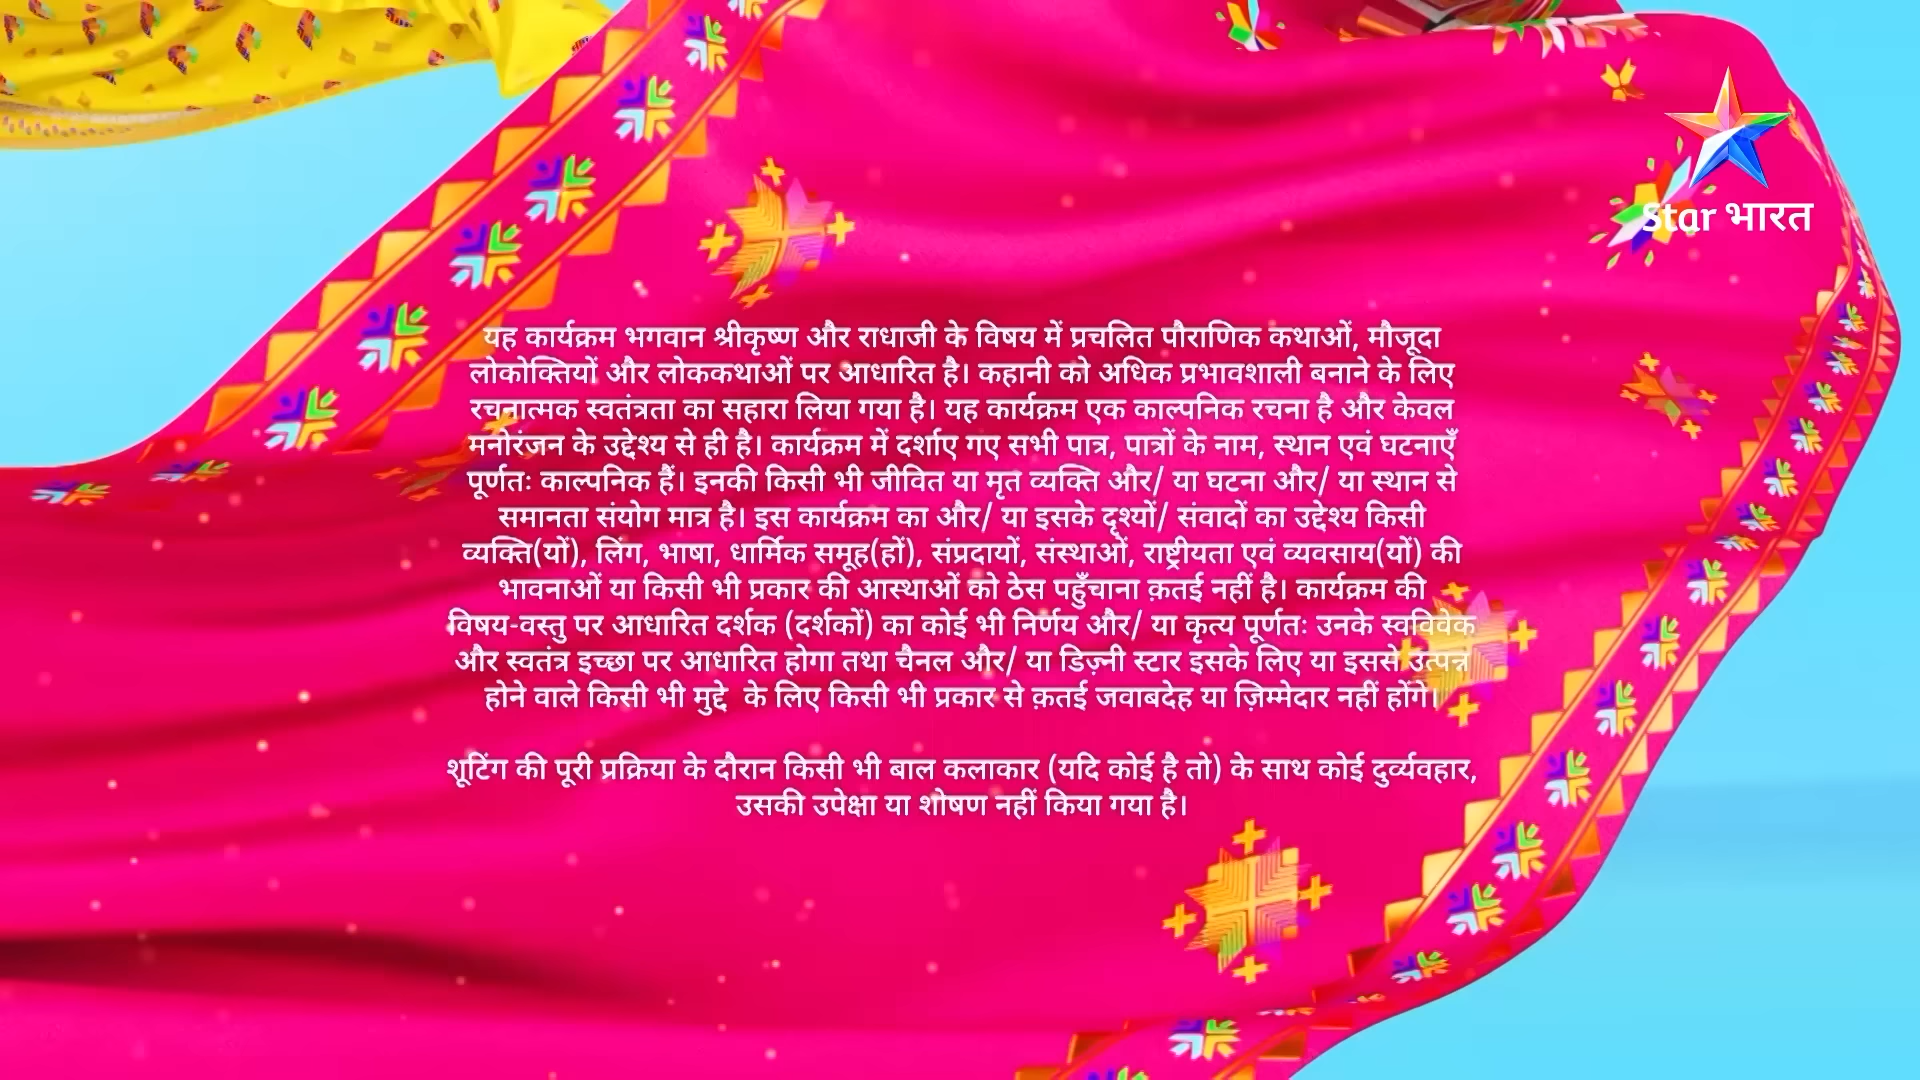 Star भारत
यह कार्यक्रम भगवान श्रीकृष्ण और राधाजी के विषय में प्रचलित पौराणिक कथाओं, मौजूदा
लोकोक्तियों और लोककथाओं पर आधारित है। कहानी को अधिक प्रभावशाली बनाने के लिए
रचनात्मक स्वतंत्रता का सहारा लिया गया है। यह कार्यक्रम एक काल्पनिक रचना है और केवल
मनोरंजन के उद्देश्य से ही है। कार्यक्रम में दर्शाए गए सभी पात्र, पात्रों के नाम, स्थान एवं घटनाएँ
पूर्णतः काल्पनिक हैं। इनकी किसी भी जीवित या मृत व्यक्ति और/ या घटना और/ या स्थान से
समानता संयोग मात्र है। इस कार्यक्रम का और/ या इसके दृश्यों/ संवादों का उद्देश्य किसी
व्यक्ति(यों), लिंग, भाषा, धार्मिक समूह(हों), संप्रदायों, संस्थाओं, राष्ट्रीयता एवं व्यवसाय(यों) की
भावनाओं या किसी भी प्रकार की आस्थाओं को ठेस पहुँचाना क़तई नहीं है। कार्यक्रम की
विषय-वस्तु पर आधारित दर्शक (दर्शकों) का कोई भी निर्णय और/ या कृत्य पूर्णतः उनके स्वविवेक
और स्वतंत्र इच्छा पर आधारित होगा तथा चैनल और/ या डिज़्नी स्टार इसके लिए या इससे उत्पन्न
होने वाले किसी भी मुद्दे के लिए किसी भी प्रकार से क़तई जवाबदेह या ज़िम्मेदार नहीं होंगे।
शूटिंग की पूरी प्रक्रिया के दौरान किसी भी बाल कलाकार (यदि कोई है तो) के साथ कोई दुर्व्यवहार,
उसकी उपेक्षा या शोषण नहीं किया गया है।